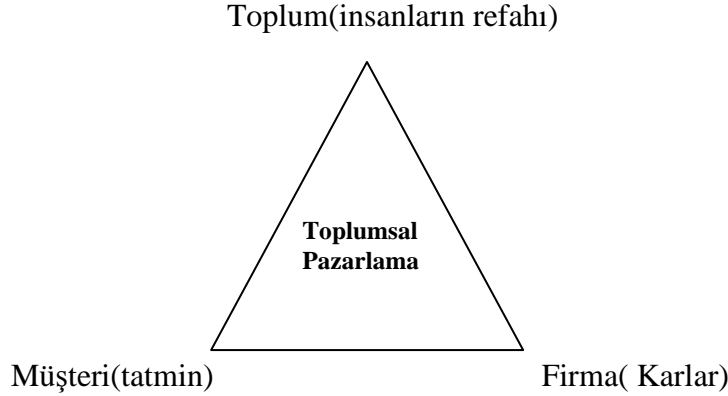 Toplum(insanların refahı)
Toplumsal
Pazarlama
Müşteri(tatmin)
Firma( Karlar)